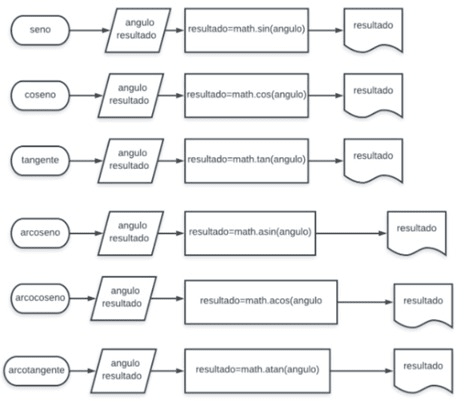 seno
angulo
resultado
resultado=math.sin(angulo)
resultado
coseno
angulo
resultado
resultado=math.cos(angulo)
resultado
tangente
angulo
resultado
resultado=math.tan(angulo)
resultado
arcoseno
angulo
resultado
resultado=math.asin(angulo)
resultado
arcocoseno
angulo
resultado
resultado=math.acos(angulo
resultado
arcotangente
angulo
resultado
resultado=math.atan(angulo)
resultado